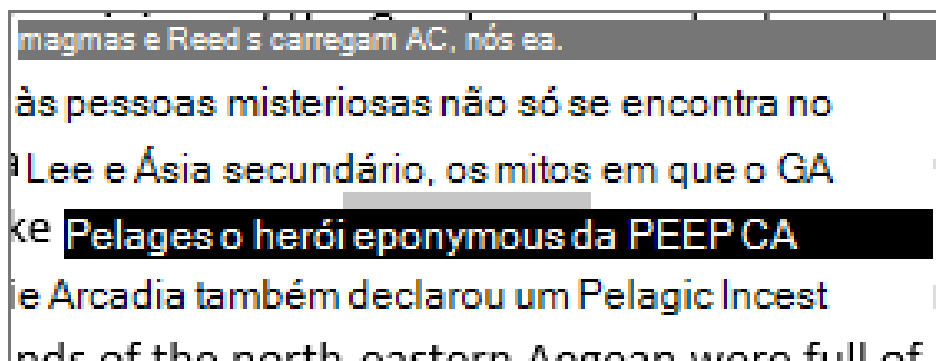 magmas e Reed s carregam AC, nós ea.
às pessoas misteriosas não só se encontra no
Lee e Ásia secundário, os mitos em que o GA
ke Pelages o herói eponymous da PEEP CA
e Arcadia também declarou um Pelagic Incest
nds of the north-eastern Aegean were full of